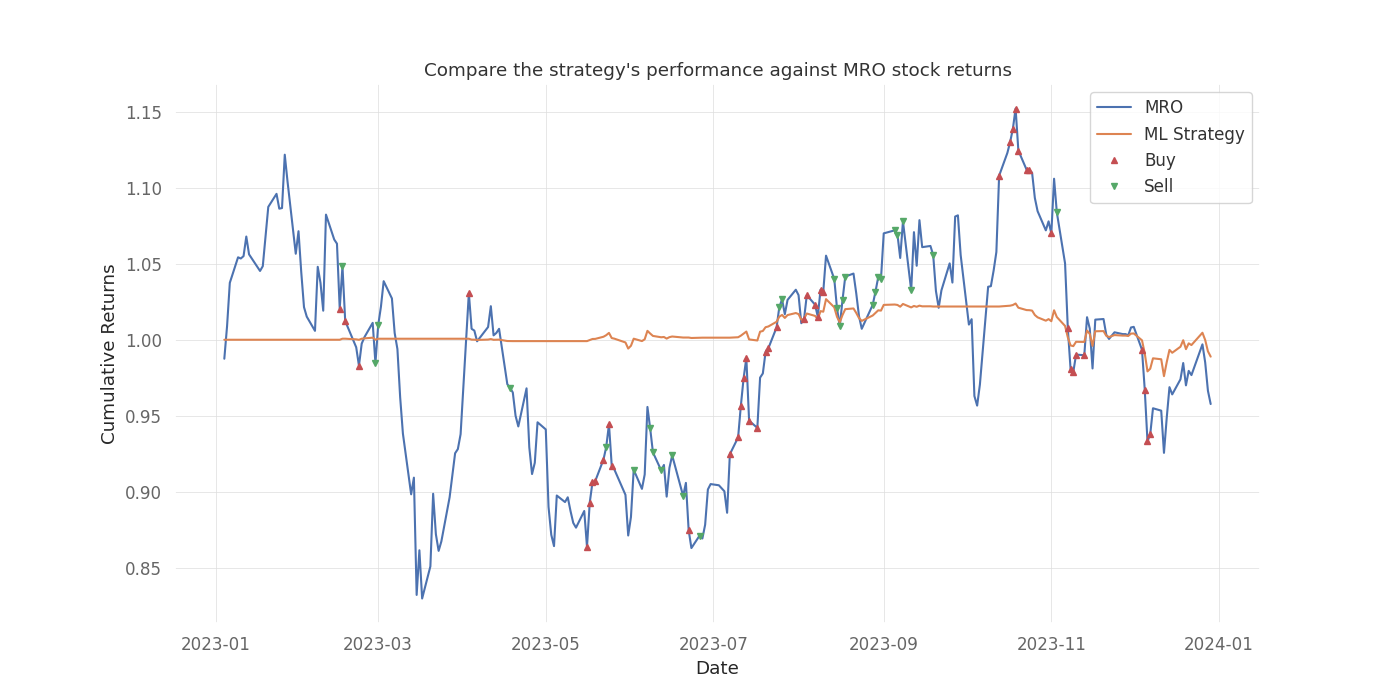 Compare the strategy's performance against MRO stock returns
MRO
ML Strategy
Buy
Sell
Cumulative Returns
1.15
1.10
1.05
1.00
0.95
0.90
0.85
2023-01
2023-03
2023-05
2023-07
2023-09
2023-11
2024-01
Date